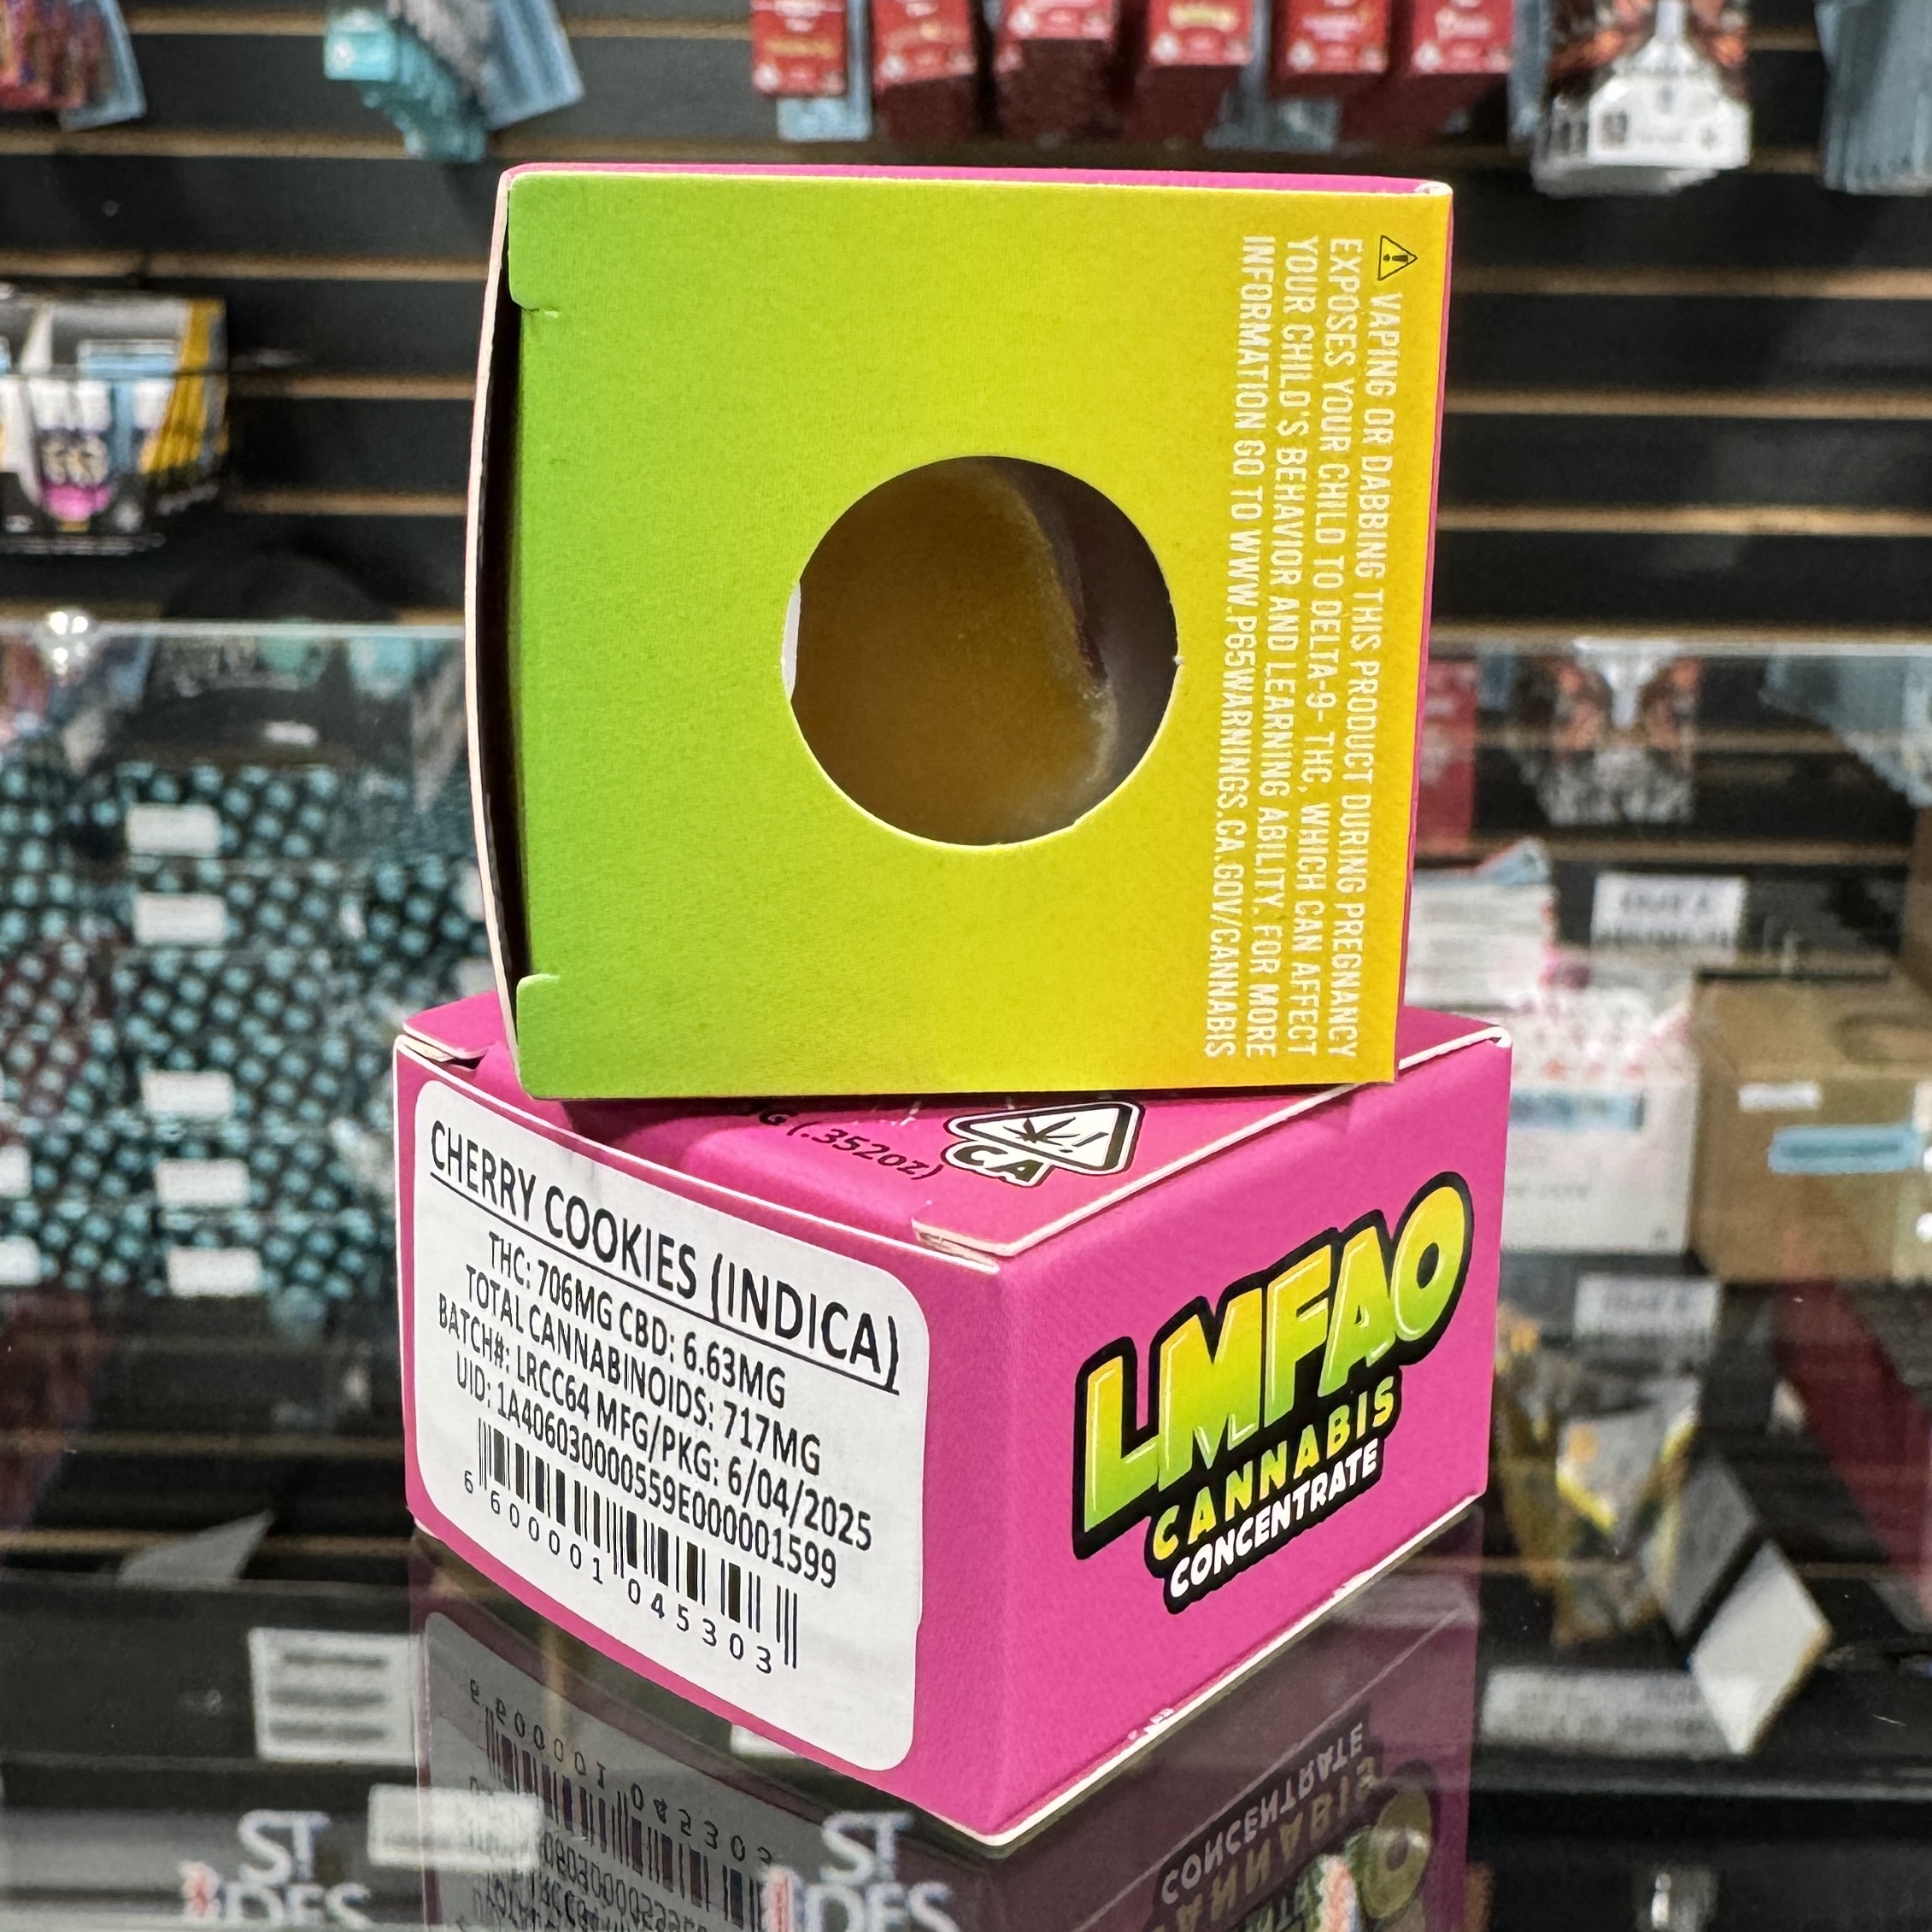 ⚠ VAPING OR DABBING THIS PRODUCT DURING PREGNANCY
EXPOSES YOUR CHILD TO DELTA-9- THC, WHICH CAN AFFECT
YOUR CHILD'S BEHAVIOR AND LEARNING ABILITY. FOR MORE
INFORMATION GO TO WWW.P65WARNINGS.CA.GOV/CANNABIS
G (.352oz)
CA
CHERRY COOKIES (INDICA)
THC: 706MG CBD: 6.63MG
TOTAL CANNABINOIDS: 717MG
BATCH#: LRCC64 MFG/PKG: 6/04/2025
UID: 1A4060300000559E000001599
6 600001 045303
LMFAO
CANNABIS
CONCENTRATE
ST
ST